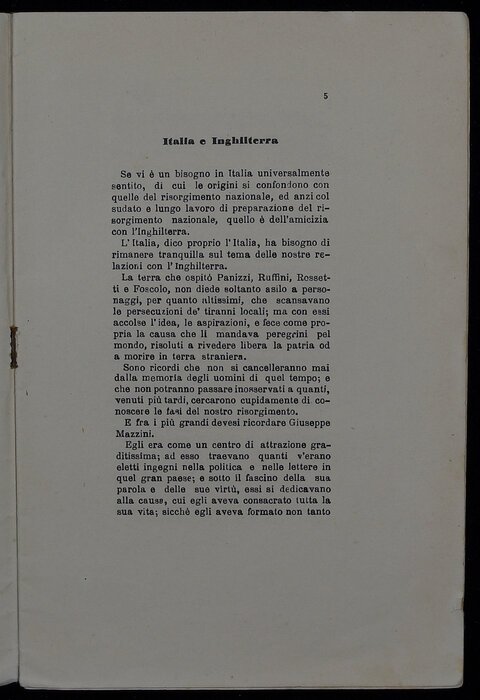 5
Italia e Inghilterra
Se vi è un bisogno in Italia universalmente
sentito, di cui le origini si confondono con
quelle del risorgimento nazionale, ed anzi col
sudato e lungo lavoro di preparazione del ri-
sorgimento nazionale, quello è dell'amicizia
con l'Inghilterra.
L'Italia, dico proprio l'Italia, ha bisogno di
rimanere tranquilla sul tema delle nostre re-
lazioni con l'Inghilterra.
La terra che ospitò Panizzi, Ruffini, Rosset-
ti e Foscolo, non diede soltanto asilo a perso-
naggi, per quanto altissimi, che scansavano
le persecuzioni de' tiranni locali; ma con essi
accolse l'idea, le aspirazioni, e fece come pro-
pria la causa che li mandava peregrini pel
mondo, risoluti a rivedere libera la patria od
a morire in terra straniera.
Sono ricordi che non si cancelleranno mai
dalla memoria degli uomini di quel tempo; e
che non potranno passare inosservati a quanti,
venuti più tardi, cercarono cupidamente di co-
noscere le fasi del nostro risorgimento.
E fra i più grandi devesi ricordare Giuseppe
Mazzini.
Egli era come un centro di attrazione gra-
ditissima; ad esso traevano quanti v'erano
eletti ingegni nella politica e nelle lettere in
quel gran paese; e sotto il fascino della sua
parola e delle sue virtù, essi si dedicavano
alla causa, cui egli aveva consacrato tutta la
sua vita; sicchè egli aveva formato non tanto